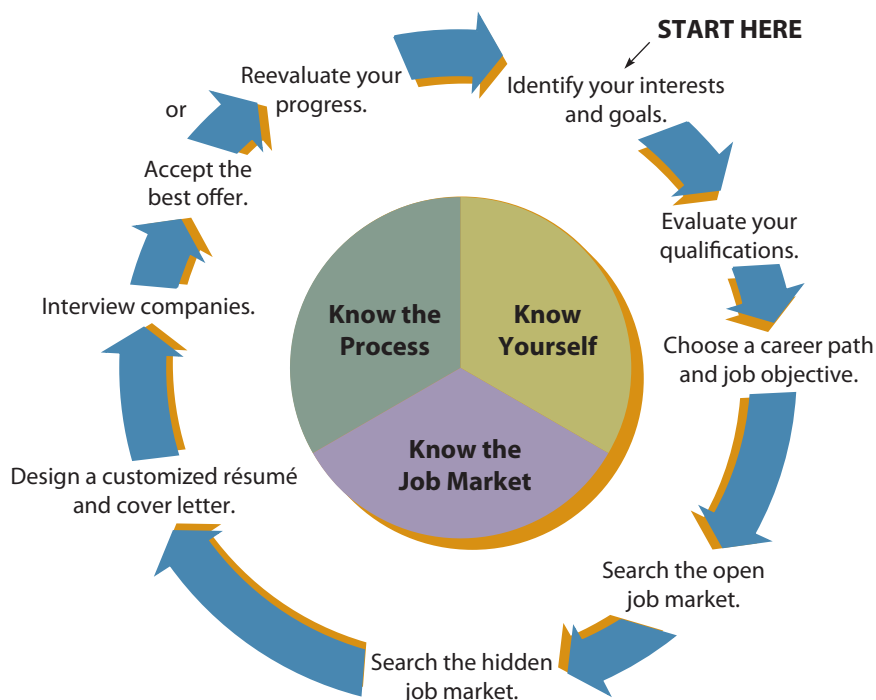 START HERE
Identify your interests
and goals.
Evaluate your
qualifications.
Choose a career path
and job objective.
Search the open
job market.
Search the hidden
job market.
Design a customized résumé
and cover letter.
Interview companies.
Accept the
best offer.
or
Reevaluate your
progress.
Know the
Process
Know
Yourself
Know the
Job Market